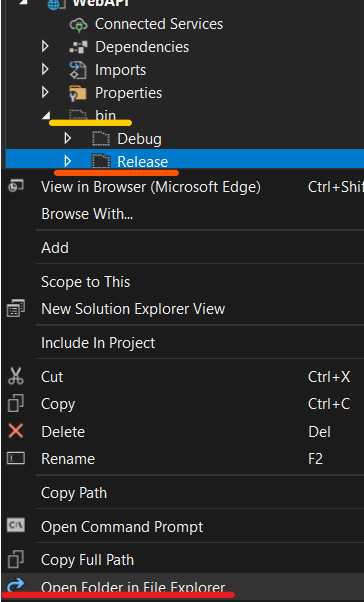 WebAPI
Connected Services
Dependencies
Imports
Properties
bin
Debug
Release
View in Browser (Microsoft Edge) Ctrl+Shif
Browse With...
Add
Scope to This
New Solution Explorer View
Include In Project
Cut Ctrl+X
Copy Ctrl+C
Delete Del
Rename F2
Copy Path
C:\ Open Command Prompt
Copy Full Path
Open Folder in File Explorer